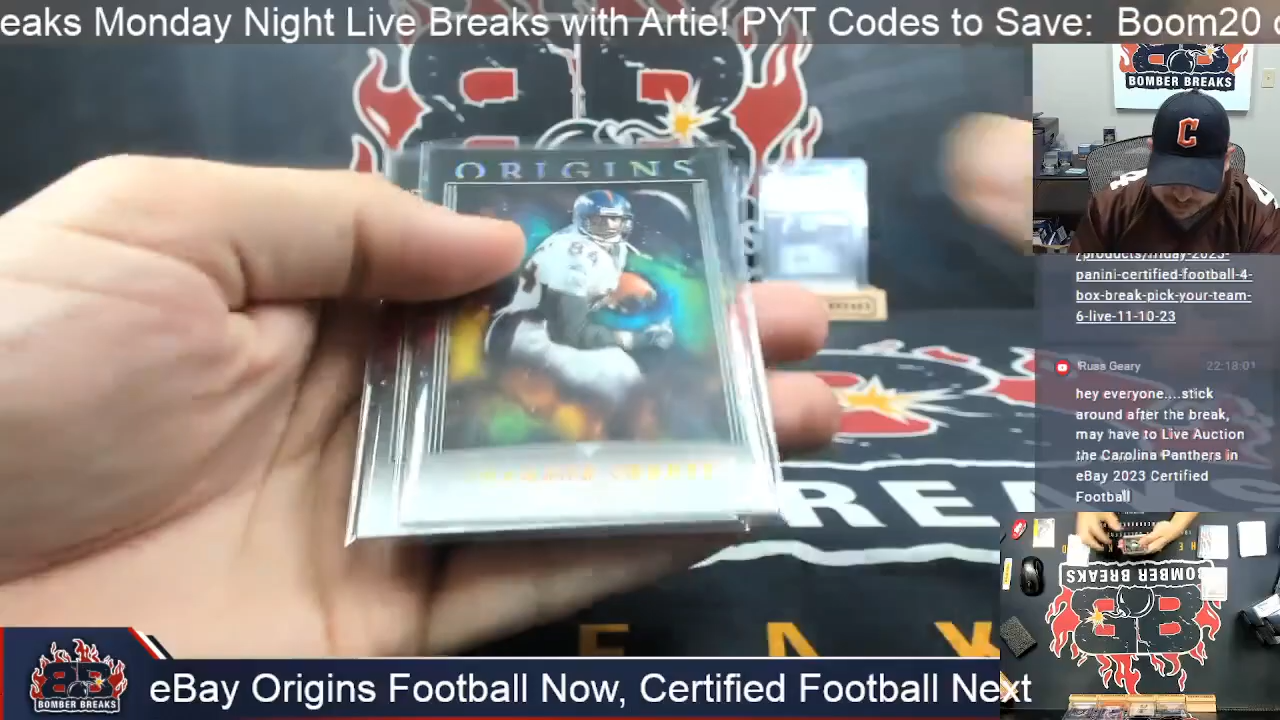 eaks Monday Night Live Breaks with Artie! PYT Codes to Save:  Boom20
BOMBER BREAKS
ORIGINS
84
C
/products/friday-2023-
panini-certified-football-4-
box-break-pick-your-team-
6-live-11-10-23
Russ Geary 22:18:01
hey everyone....stick
around after the break,
may have to Live Auction
the Carolina Panthers in
eBay 2023 Certified
Football
REA
BOMBER BREAKS
BOMBER BREAKS
eBay Origins Football Now, Certified Football Next